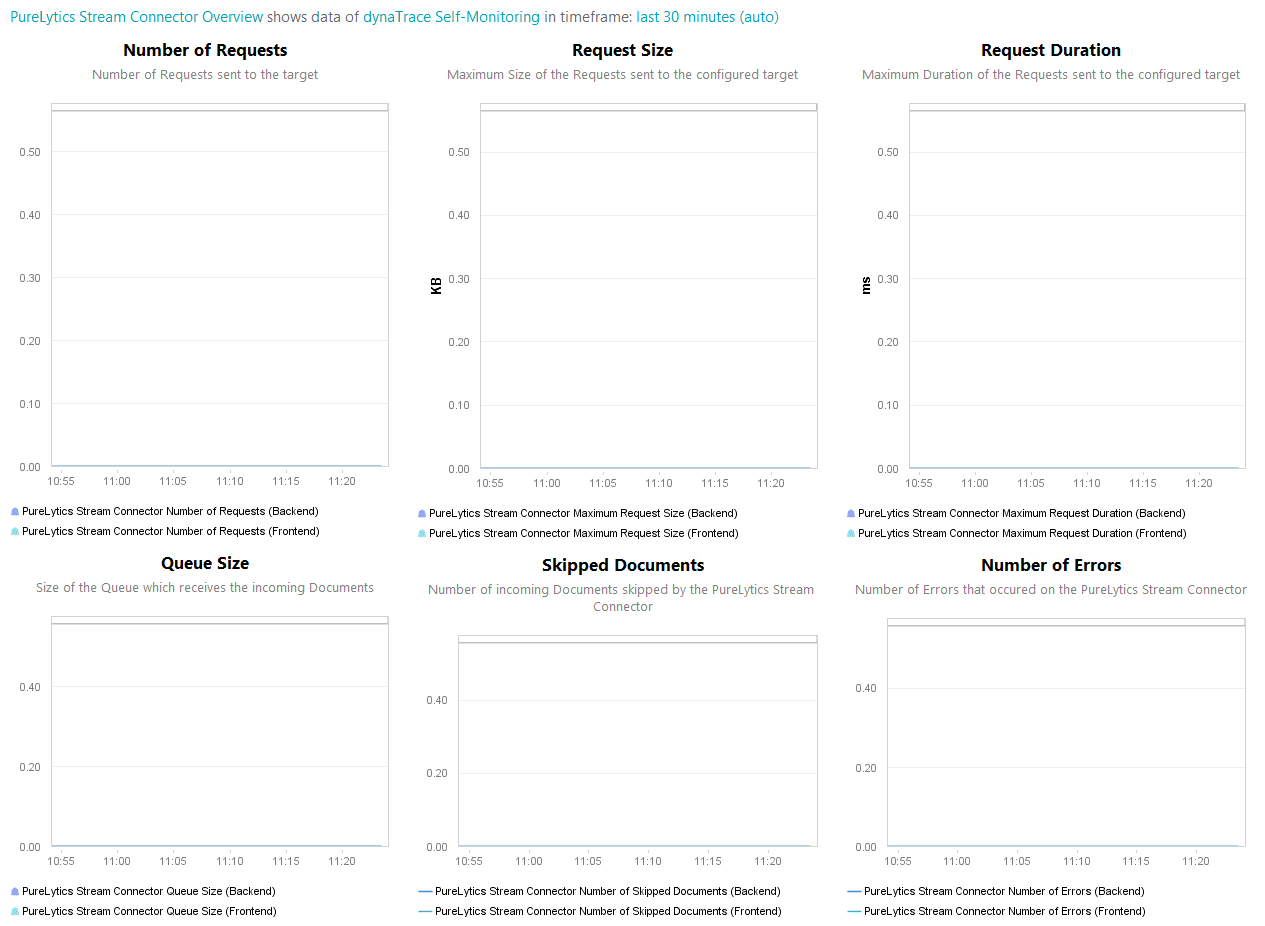 PureLytics Stream Connector Overview shows data of dynaTrace Self-Monitoring in timeframe: last 30 minutes (auto)
Number of Requests
Number of Requests sent to the target
0.50
0.40
0.30
0.20
0.10
0.00
10:55 11:00 11:05 11:10 11:15 11:20
PureLytics Stream Connector Number of Requests (Backend)
PureLytics Stream Connector Number of Requests (Frontend)
Request Size
Maximum Size of the Requests sent to the configured target
KB
0.50
0.40
0.30
0.20
0.10
0.00
10:55 11:00 11:05 11:10 11:15 11:20
PureLytics Stream Connector Maximum Request Size (Backend)
PureLytics Stream Connector Maximum Request Size (Frontend)
Request Duration
Maximum Duration of the Requests sent to the configured target
ms
0.50
0.40
0.30
0.20
0.10
0.00
10:55 11:00 11:05 11:10 11:15 11:20
PureLytics Stream Connector Maximum Request Duration (Backend)
PureLytics Stream Connector Maximum Request Duration (Frontend)
Queue Size
Size of the Queue which receives the incoming Documents
0.40
0.20
0.00
10:55 11:00 11:05 11:10 11:15 11:20
PureLytics Stream Connector Queue Size (Backend)
PureLytics Stream Connector Queue Size (Frontend)
Skipped Documents
Number of incoming Documents skipped by the PureLytics Stream
Connector
0.40
0.20
0.00
10:55 11:00 11:05 11:10 11:15 11:20
PureLytics Stream Connector Number of Skipped Documents (Backend)
PureLytics Stream Connector Number of Skipped Documents (Frontend)
Number of Errors
Number of Errors that occured on the PureLytics Stream Connector
0.40
0.20
0.00
10:55 11:00 11:05 11:10 11:15 11:20
PureLytics Stream Connector Number of Errors (Backend)
PureLytics Stream Connector Number of Errors (Frontend)